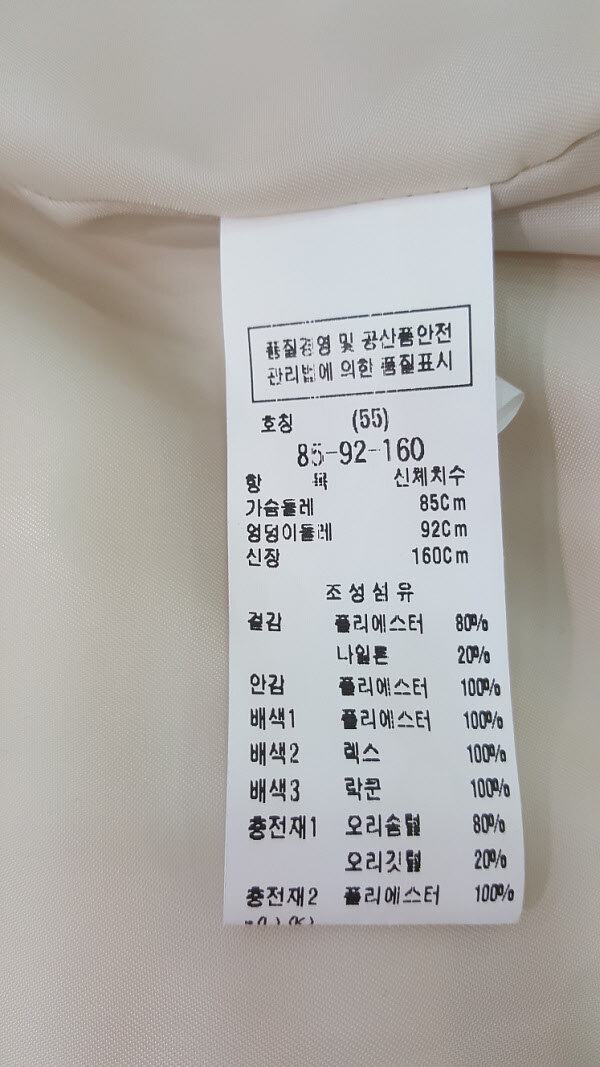 품질경영 및 공산품안전
관리법에 의한 품질표시
호칭 (55)
85-92-160
항 목 신체치수
가슴둘레 85Cm
엉덩이둘레 92Cm
신장 160Cm
조성섬유
겉감 폴리에스터 80%
나일론 20%
안감 폴리에스터 100%
배색1 폴리에스터 100%
배색2 렉스 100%
배색3 락쿤 100%
충전재1 오리솜털 80%
오리깃털 20%
충전재2 폴리에스터 100%